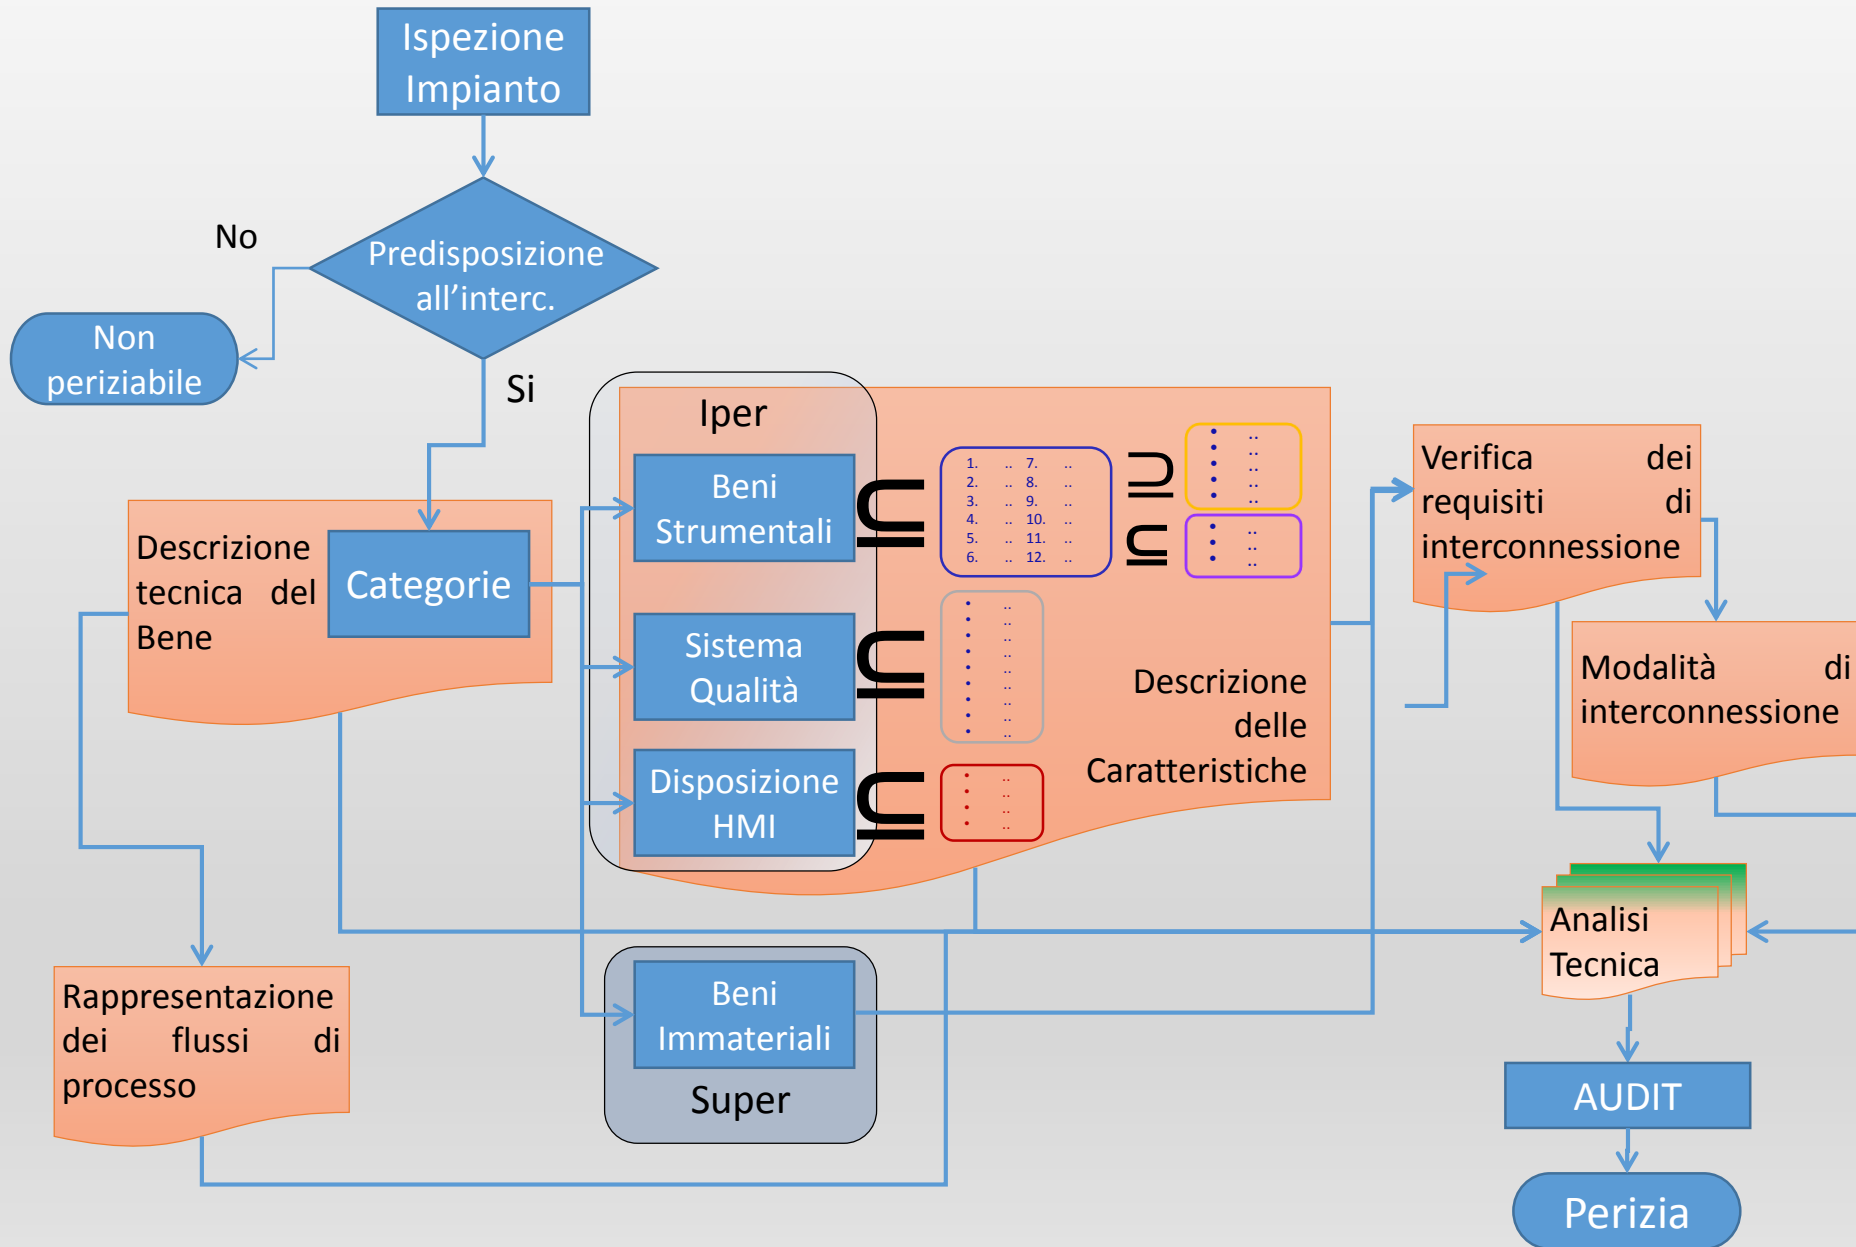 Ispezione
Impianto
No
Predisposizione
all'interc.
Non
periziabile
Si
Iper
Beni
Strumentali
⊆
1. .. 7. ..
2. .. 8. ..
3. .. 9. ..
4. .. 10. ..
5. .. 11. ..
6. .. 12. ..
⊇
• ..
• ..
• ..
• ..
• ..
⊆
• ..
• ..
• ..
Descrizione
tecnica del
Bene
Categorie
Sistema
Qualità
⊆
• ..
• ..
• ..
• ..
• ..
• ..
• ..
• ..
• ..
Disposizione
HMI
⊆
• ..
• ..
• ..
• ..
Descrizione
delle
Caratteristiche
Verifica dei
requisiti di
interconnessione
Modalità di
interconnessione
Analisi
Tecnica
Rappresentazione
dei flussi di
processo
Beni
Immateriali
Super
AUDIT
Perizia